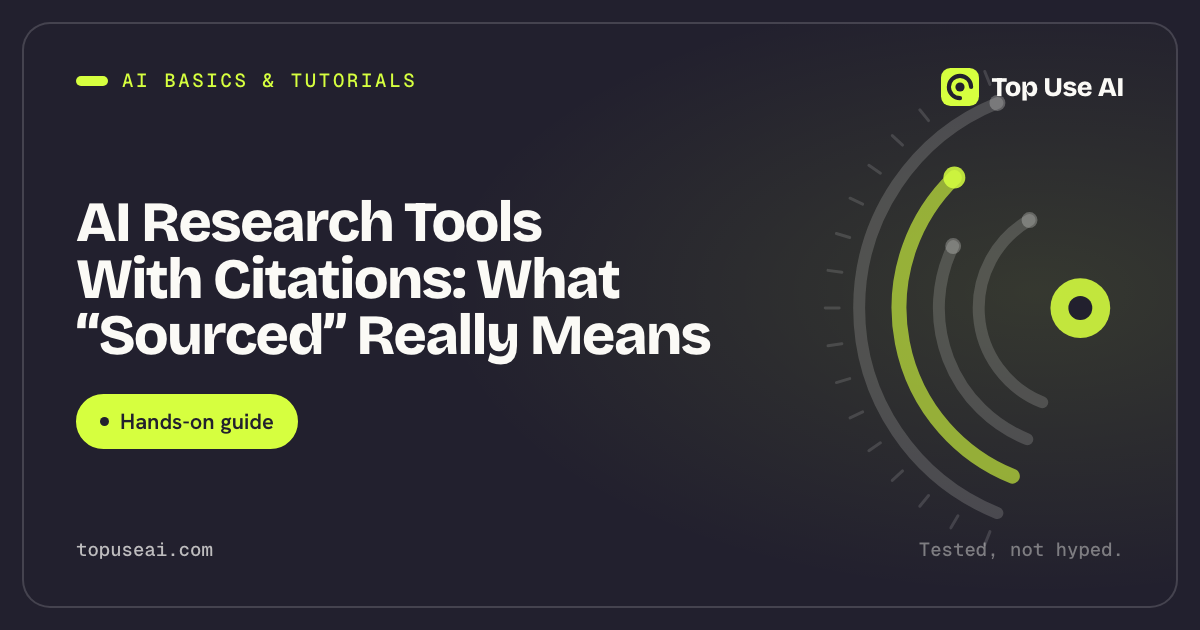 AI BASICS & TUTORIALS
Top Use AI
AI Research Tools
With Citations: What
“Sourced” Really Means
Hands-on guide
topuseai.com
Tested, not hyped.